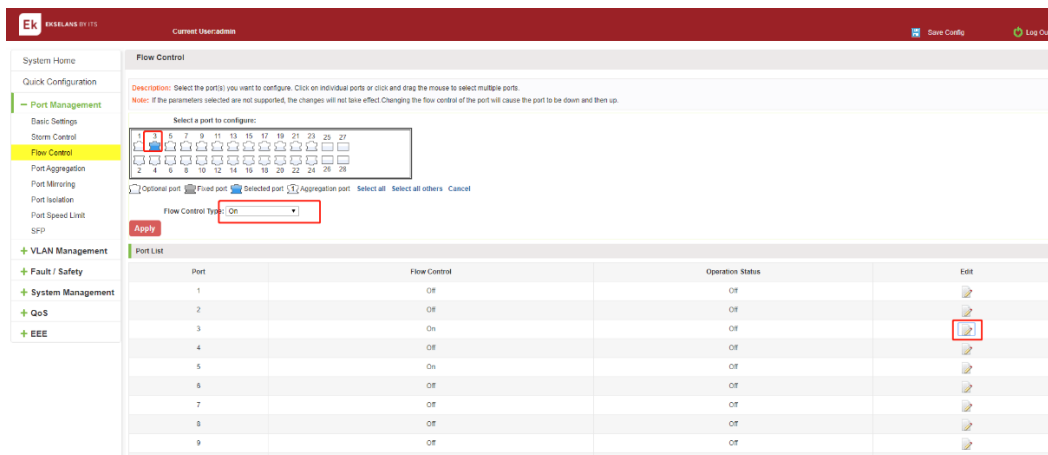 Ek EKSELANS BY ITS
Current User:admin
Save Config
Log Ou
System Home
Quick Configuration
− Port Management
Basic Settings
Storm Control
Flow Control
Port Aggregation
Port Mirroring
Port Isolation
Port Speed Limit
SFP
+ VLAN Management
+ Fault / Safety
+ System Management
+ QoS
+ EEE
Flow Control
Description: Select the port(s) you want to configure. Click on individual ports or click and drag the mouse to select multiple ports.
Note: If the parameters selected are not supported, the changes will not take effect.Changing the flow control of the port will cause the port to be down and then up.
Select a port to configure:
1 3 5 7 9 11 13 15 17 19 21 23 25 27
2 4 6 8 10 12 14 16 18 20 22 24 26 28
Optional port Fixed port Selected port 1 Aggregation port Select all Select all others Cancel
Flow Control Type: On
Apply
Port List
Port Flow Control Operation Status Edit
1 Off Off
2 Off Off
3 On Off
4 Off Off
5 On Off
6 Off Off
7 Off Off
8 Off Off
9 Off Off